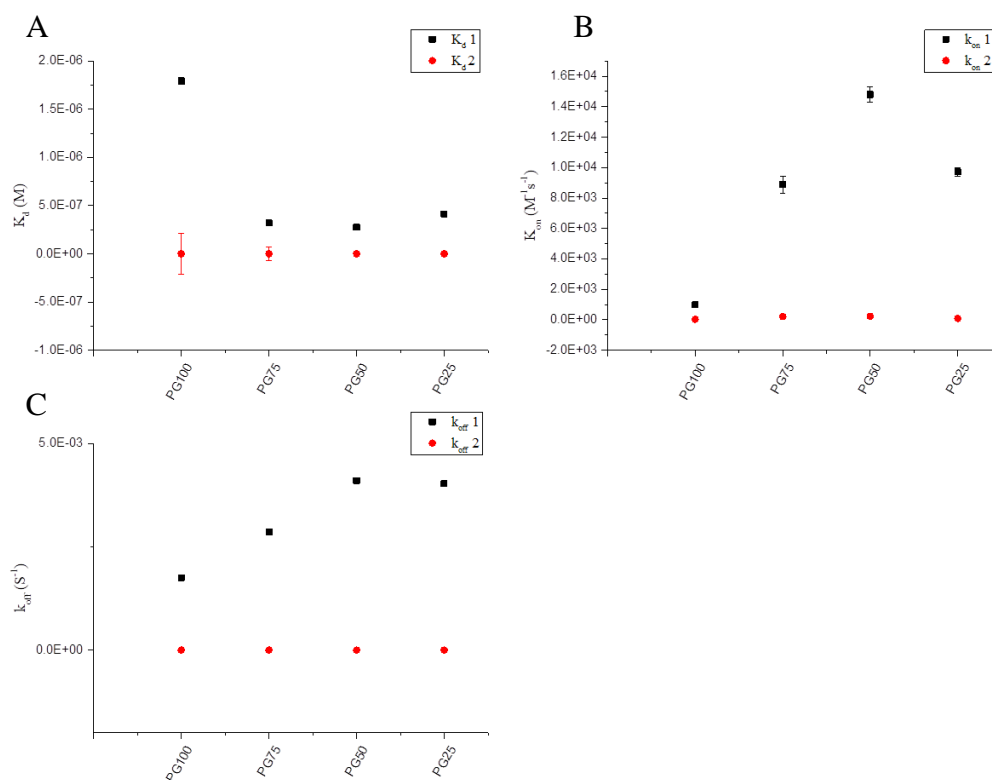 A
K_d 1
K_d 2
2.0E-06
1.5E-06
1.0E-06
5.0E-07
0.0E+00
-5.0E-07
-1.0E-06
K_d (M)
PG100
PG75
PG50
PG25
B
k_on 1
k_on 2
1.6E+04
1.4E+04
1.2E+04
1.0E+04
8.0E+03
6.0E+03
4.0E+03
2.0E+03
0.0E+00
-2.0E+03
K_on (M^-1s^-1)
PG100
PG75
PG50
PG25
C
k_off 1
k_off 2
5.0E-03
0.0E+00
k_off (S^-1)
PG100
PG75
PG50
PG25